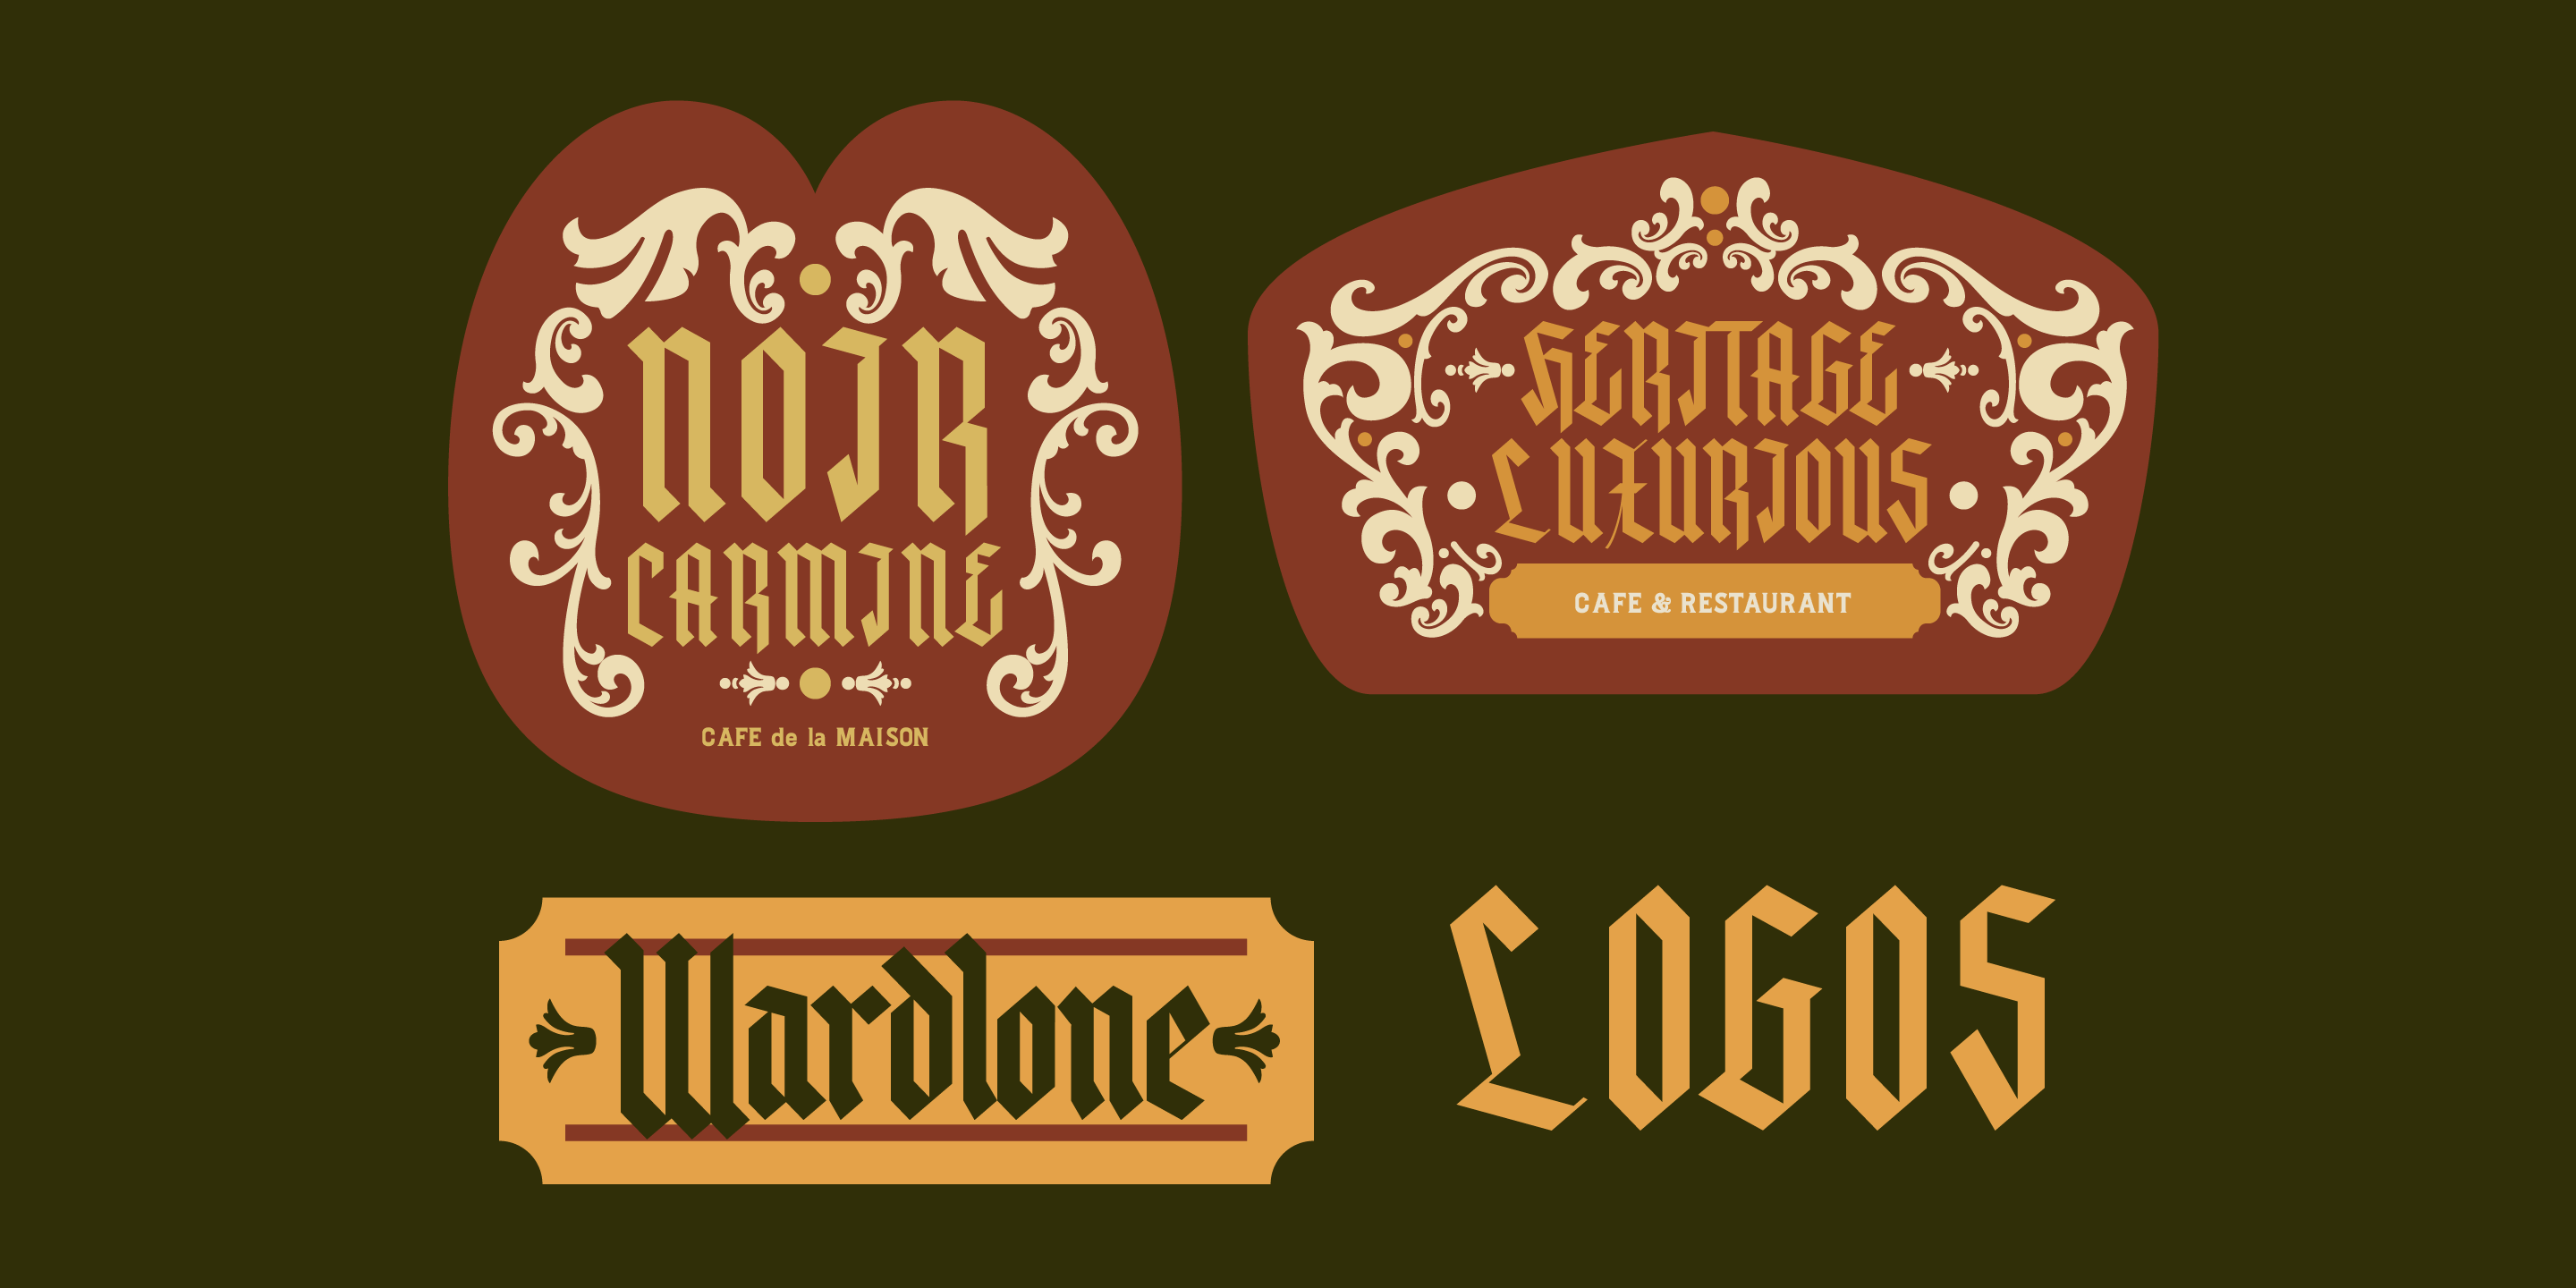 NOIR
CARMINE
CAFE de la MAISON
HERITAGE
LUXURIOUS
CAFE & RESTAURANT
Wardlone
LOGOS